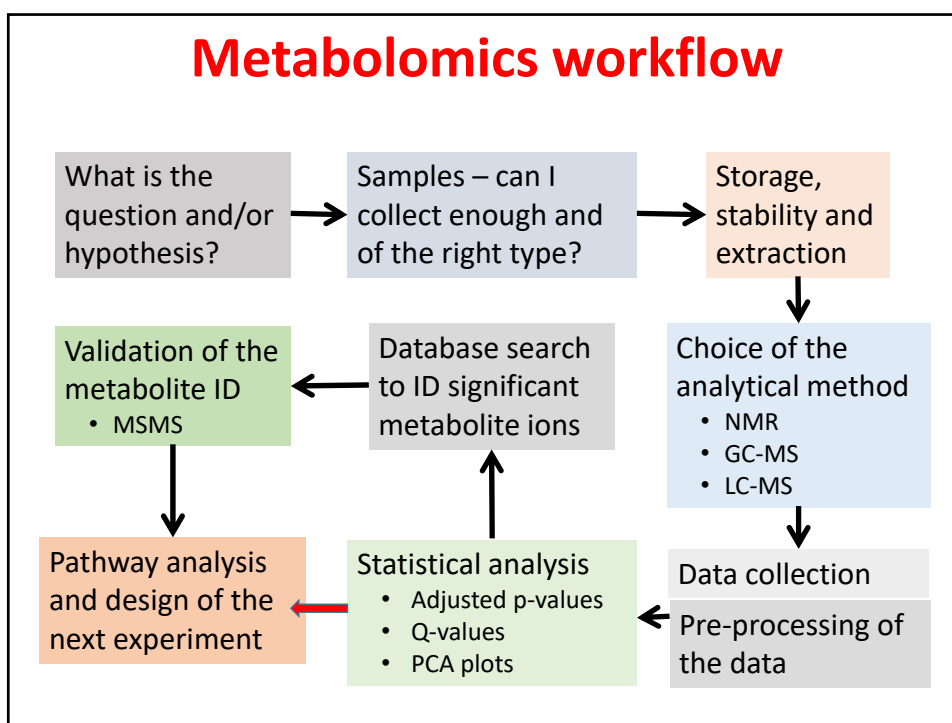 Metabolomics workflow
What is the
question and/or
hypothesis?
Samples – can I
collect enough and
of the right type?
Storage,
stability and
extraction
Choice of the
analytical method
• NMR
• GC-MS
• LC-MS
Data collection
Pre-processing of
the data
Statistical analysis
• Adjusted p-values
• Q-values
• PCA plots
Database search
to ID significant
metabolite ions
Validation of the
metabolite ID
• MSMS
Pathway analysis
and design of the
next experiment